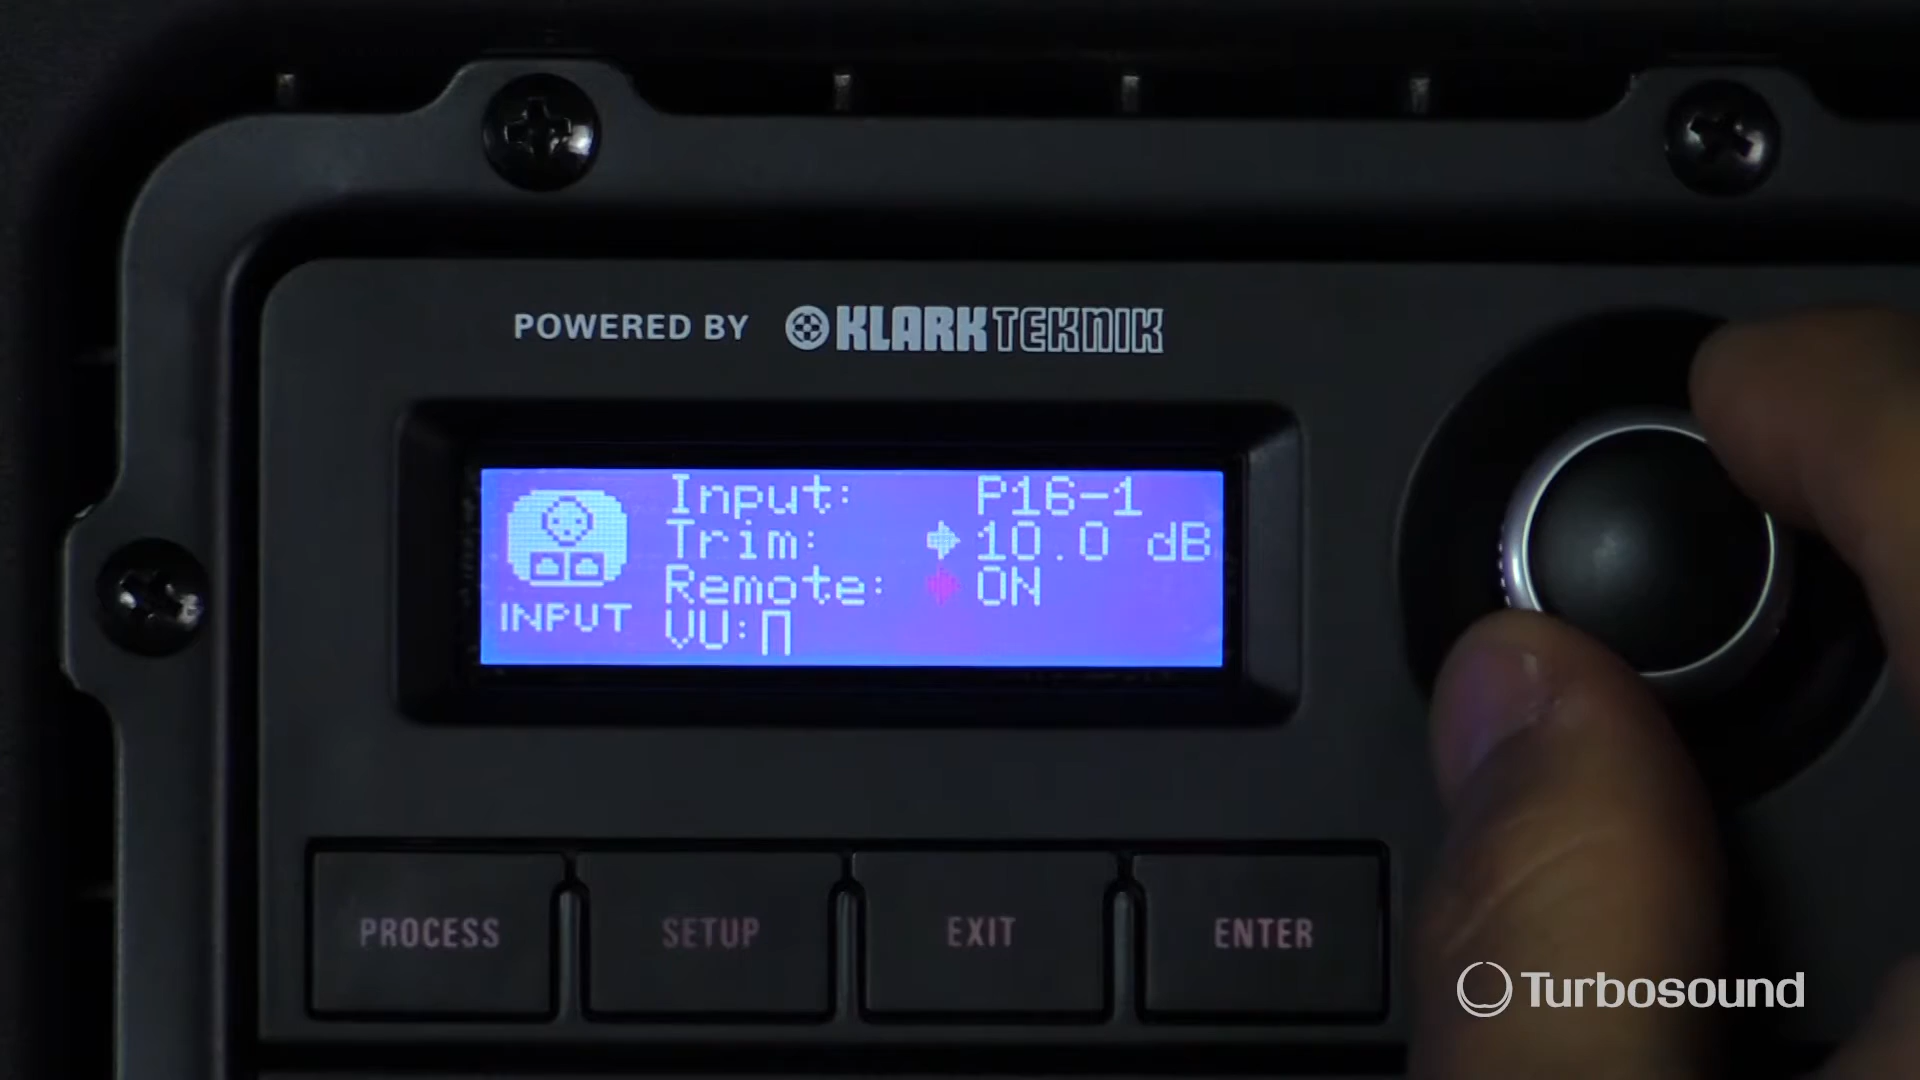 POWERED BY KLARK TEKNIK
Input: P16-1
Trim: 10.0 dB
Remote: ON
VU:
INPUT
PROCESS SETUP EXIT ENTER
Turbosound